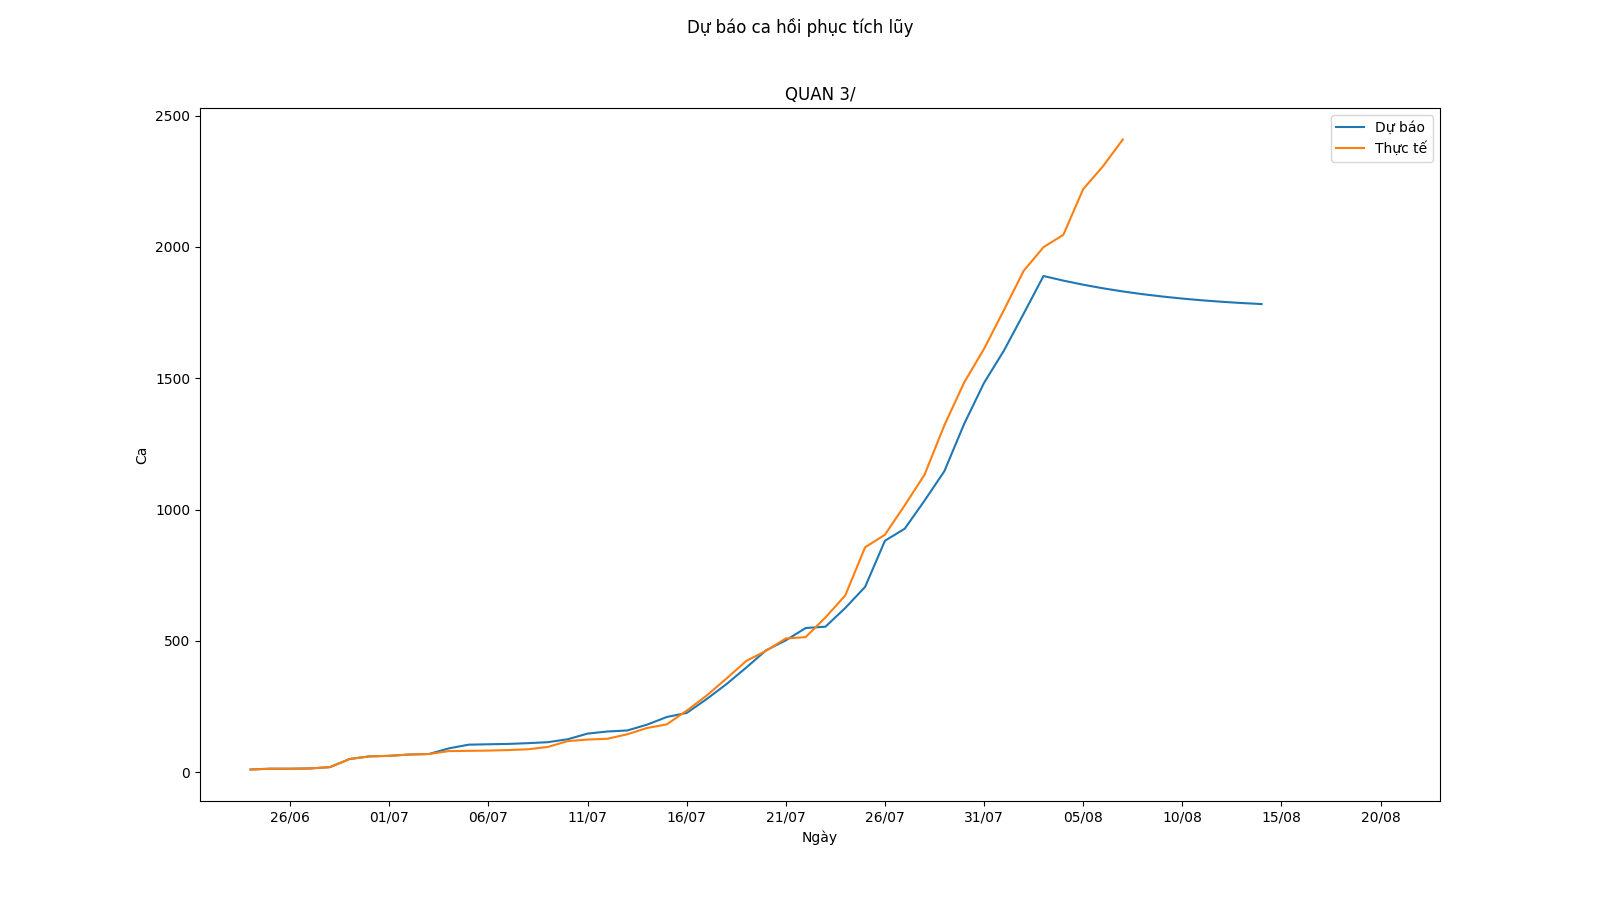 Dự báo ca hồi phục tích lũy
QUAN 3/
2500
2000
1500
1000
500
0
Ca
Dự báo
Thực tế
26/06 01/07 06/07 11/07 16/07 21/07 26/07 31/07 05/08 10/08 15/08 20/08
Ngày